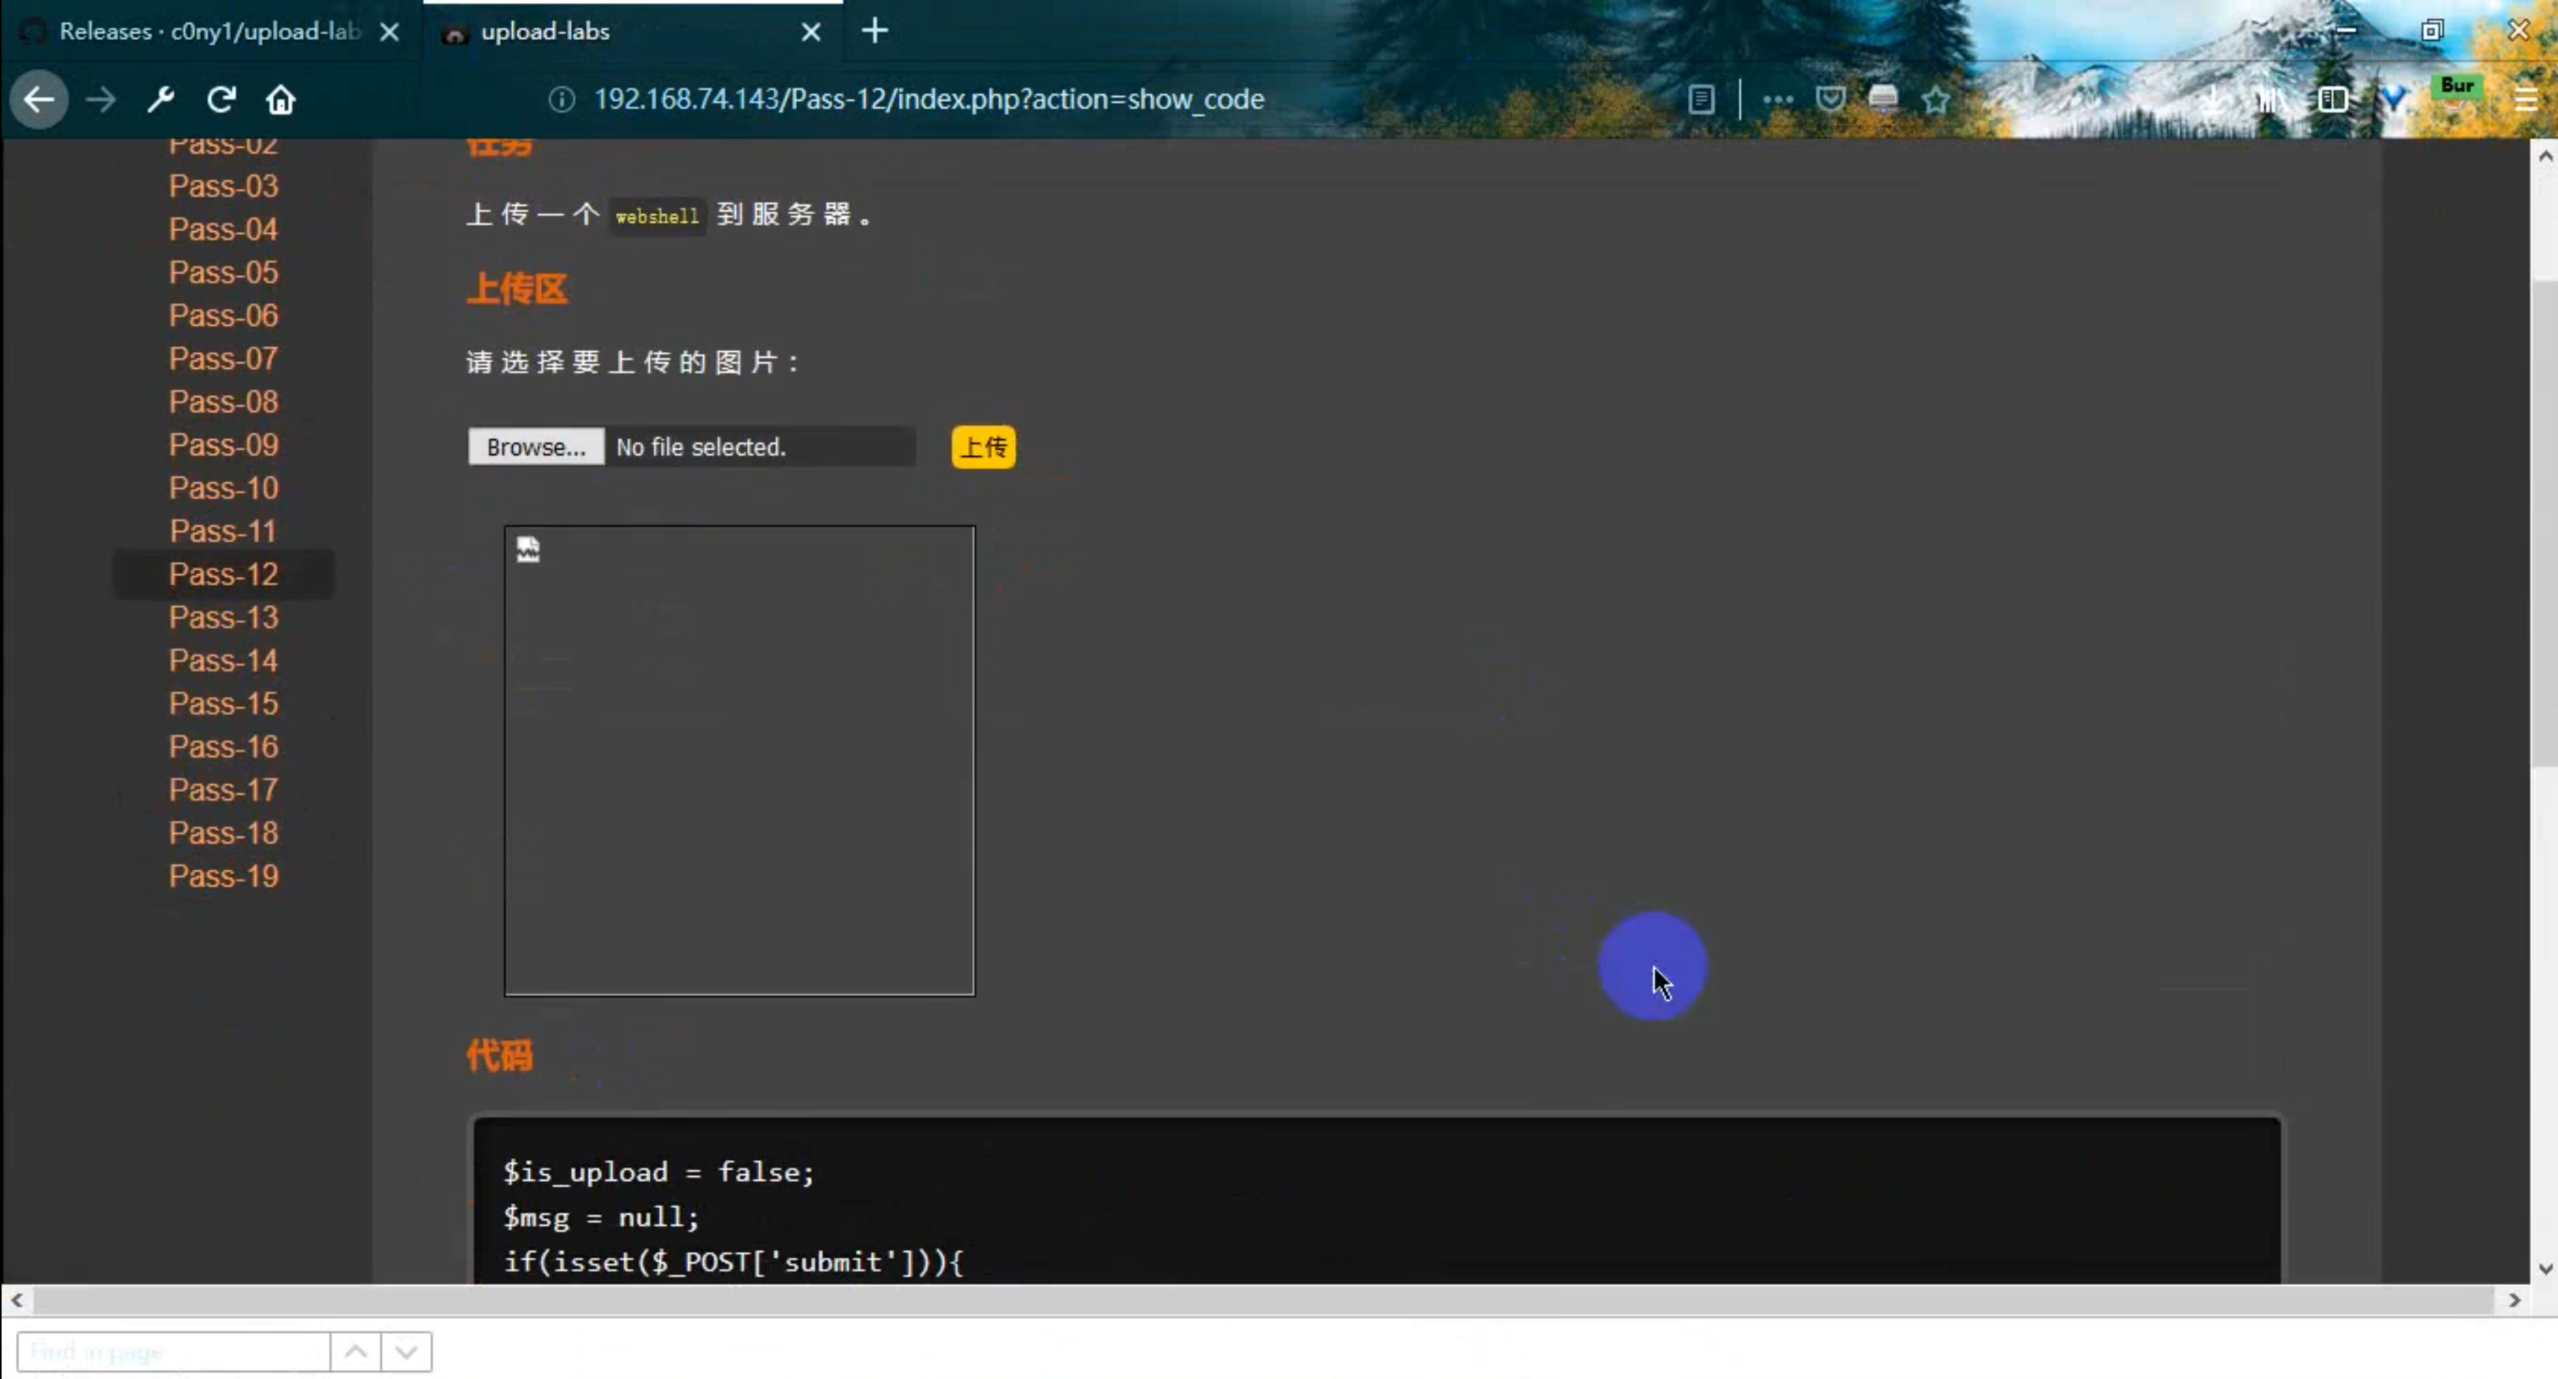 Releases · c0ny1/upload-lab
upload-labs
192.168.74.143/Pass-12/index.php?action=show_code
Bur
Pass-02
Pass-03
Pass-04
Pass-05
Pass-06
Pass-07
Pass-08
Pass-09
Pass-10
Pass-11
Pass-12
Pass-13
Pass-14
Pass-15
Pass-16
Pass-17
Pass-18
Pass-19
任务
上传一个 webshell 到服务器。
上传区
请选择要上传的图片：
Browse... No file selected. 上传
代码
$is_upload = false;
$msg = null;
if(isset($_POST['submit'])){
Find in page